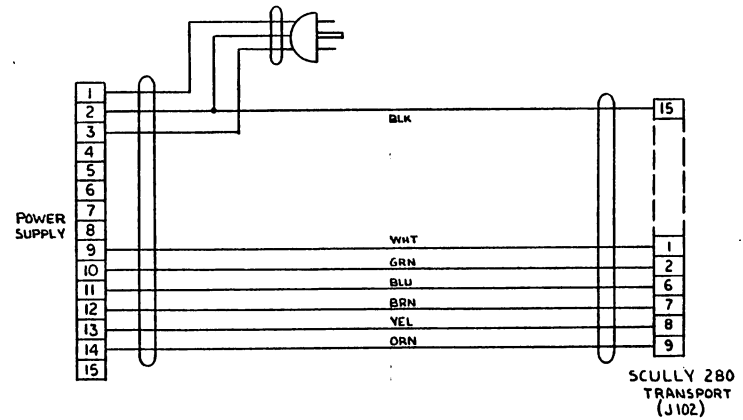 1
2
3
4
5
6
7
8
9
10
11
12
13
14
15
POWER
SUPPLY
BLK
WHT
GRN
BLU
BRN
YEL
ORN
15
1
2
6
7
8
9
SCULLY 280
TRANSPORT
(J102)